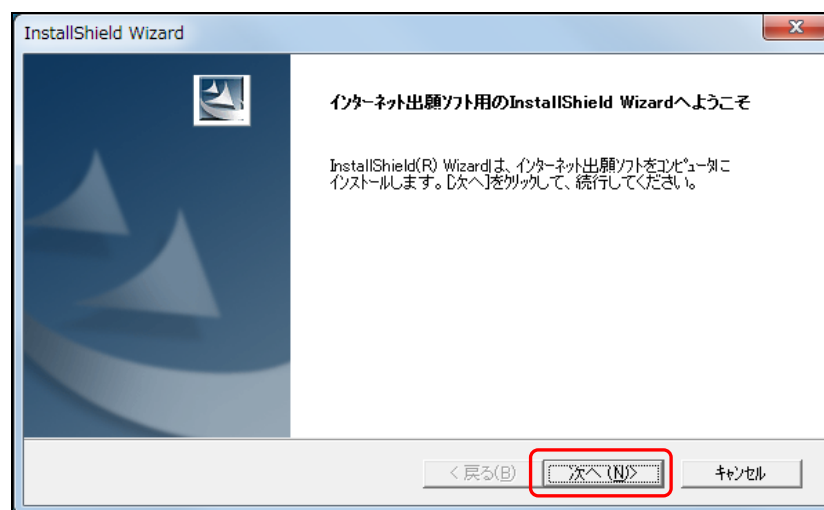 InstallShield Wizard
インターネット出願ソフト用のInstallShield Wizardへようこそ
InstallShield(R) Wizardは、インターネット出願ソフトをコンピュータに
インストールします。[次へ]をクリックして、続行してください。
< 戻る(B)
次へ(N)>
キャンセル